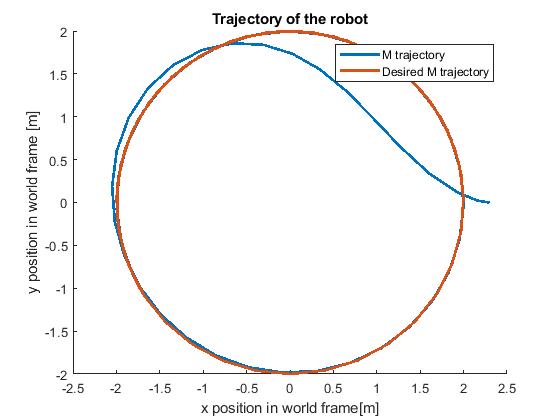 Trajectory of the robot
M trajectory
Desired M trajectory
y position in world frame [m]
2
1.5
1
0.5
0
-0.5
-1
-1.5
-2
-2.5 -2 -1.5 -1 -0.5 0 0.5 1 1.5 2 2.5
x position in world frame[m]